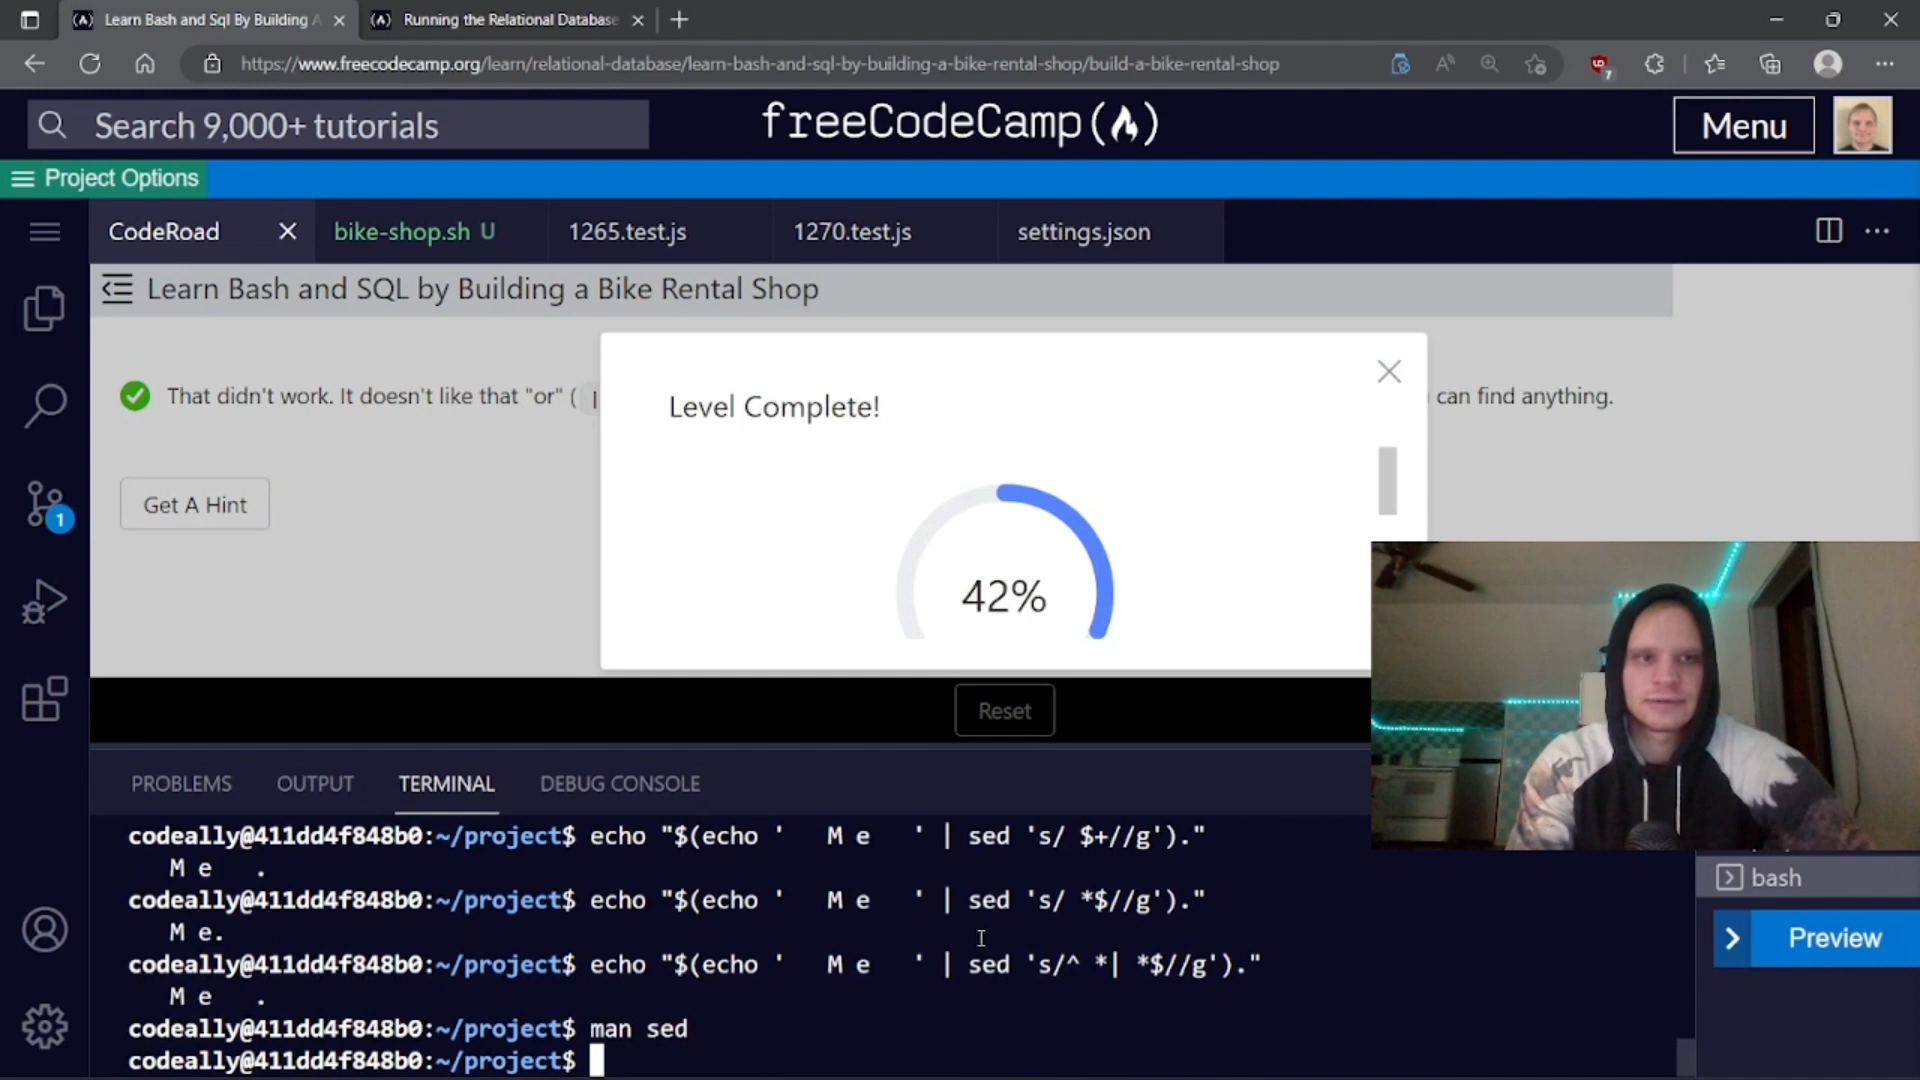 Learn Bash and Sql By Building A
Running the Relational Database
https://www.freecodecamp.org/learn/relational-database/learn-bash-and-sql-by-building-a-bike-rental-shop/build-a-bike-rental-shop
7
Search 9,000+ tutorials
freeCodeCamp(🔥)
Menu
Project Options
CodeRoad
bike-shop.sh U
1265.test.js
1270.test.js
settings.json
Learn Bash and SQL by Building a Bike Rental Shop
That didn't work. It doesn't like that "or" ( |
can find anything.
Level Complete!
Get A Hint
1
42%
Reset
PROBLEMS
OUTPUT
TERMINAL
DEBUG CONSOLE
codeally@411dd4f848b0:~/project$ echo "$(echo '   M e   ' | sed 's/ $+//g')."
   M e   .
codeally@411dd4f848b0:~/project$ echo "$(echo '   M e   ' | sed 's/ *$//g')."
   M e.
codeally@411dd4f848b0:~/project$ echo "$(echo '   M e   ' | sed 's/^ *| *$//g')."
   M e   .
codeally@411dd4f848b0:~/project$ man sed
codeally@411dd4f848b0:~/project$
bash
Preview